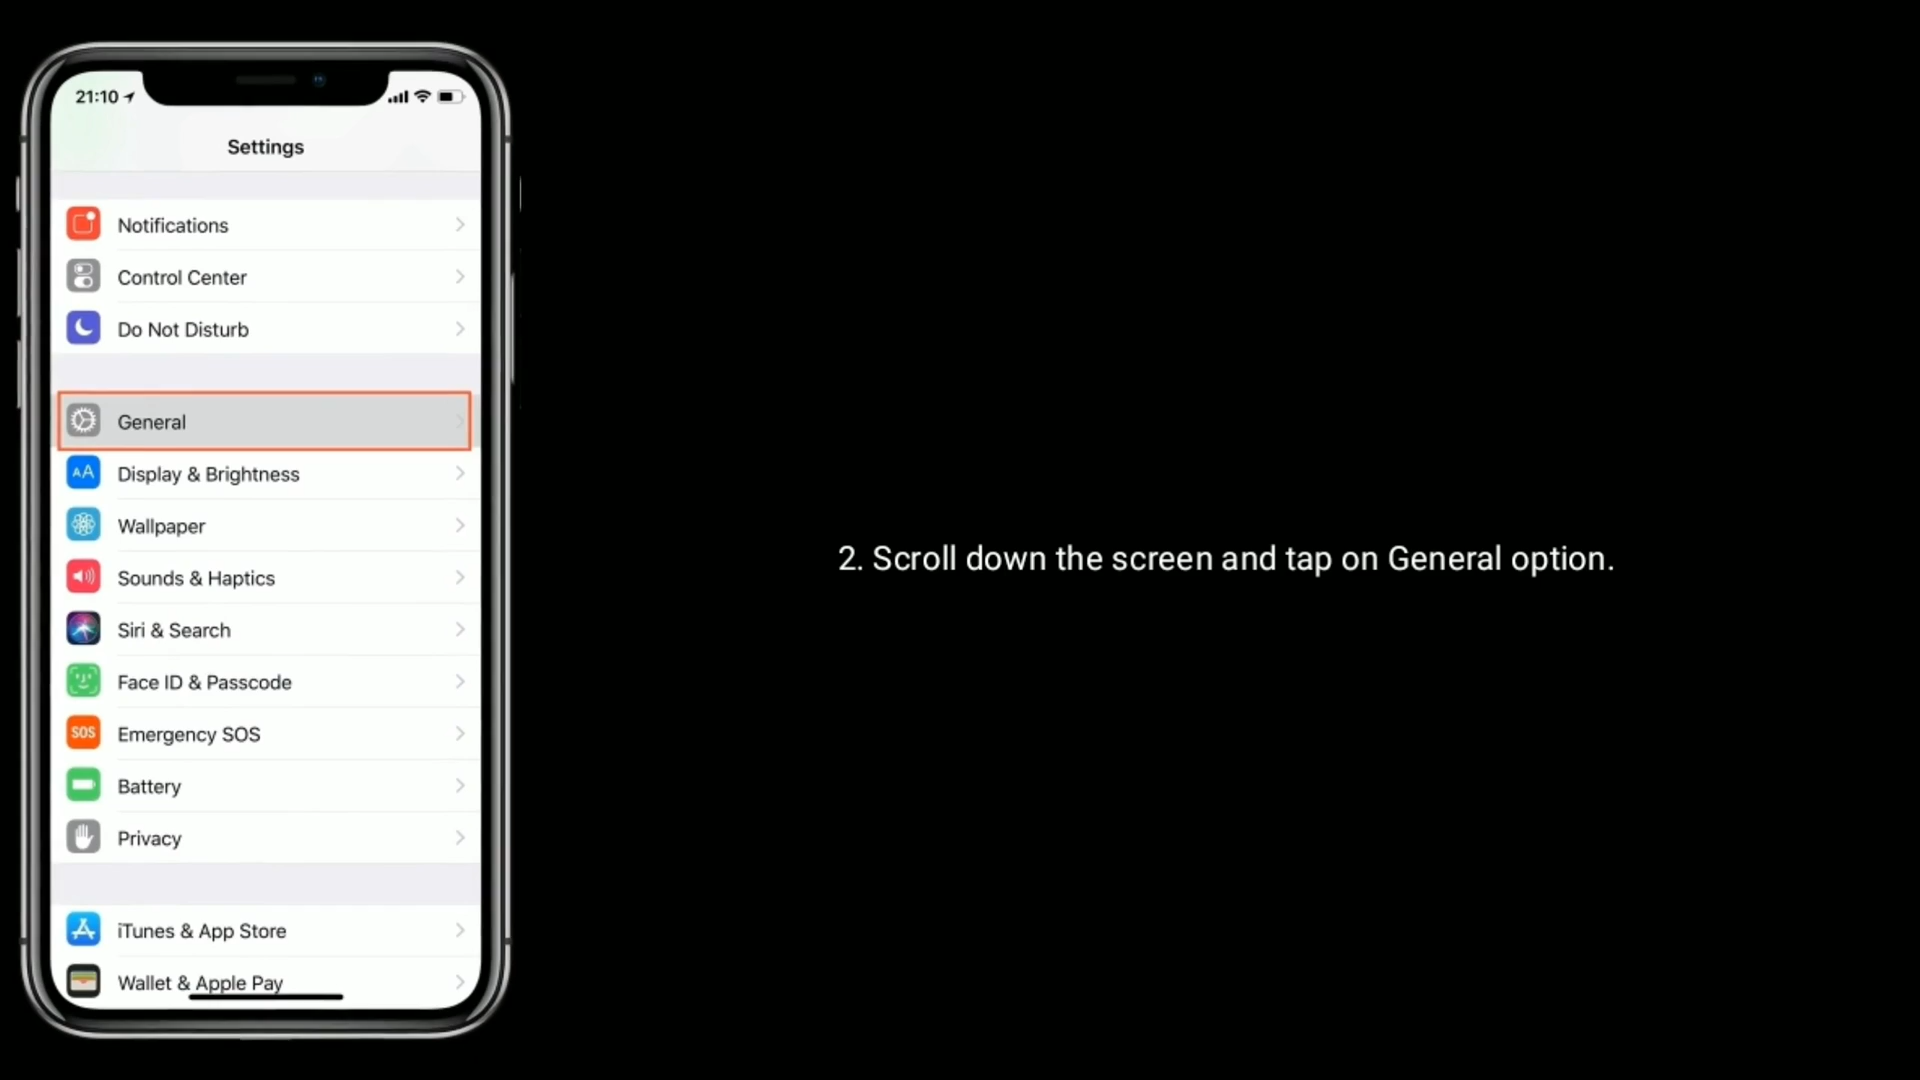 21:10
Settings
Notifications
Control Center
Do Not Disturb
General
AA Display & Brightness
Wallpaper
Sounds & Haptics
Siri & Search
Face ID & Passcode
SOS Emergency SOS
Battery
Privacy
iTunes & App Store
Wallet & Apple Pay
2. Scroll down the screen and tap on General option.